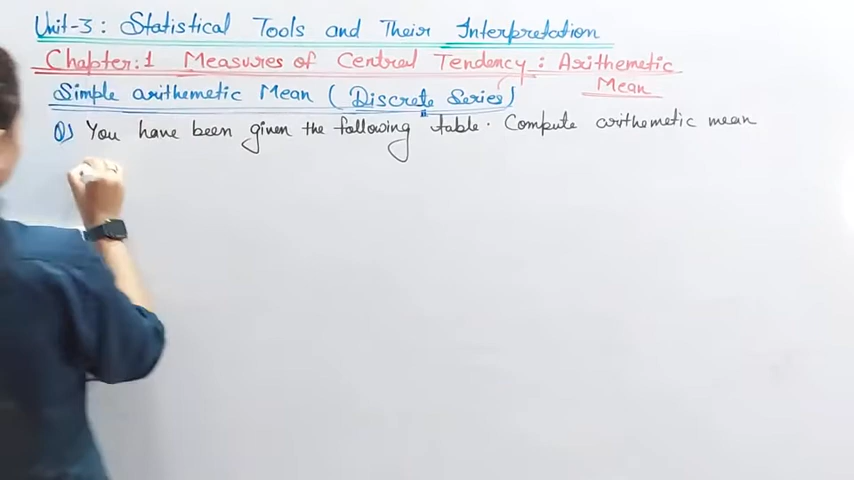 Unit-3: Statistical Tools and Their Interpretation
Chapter:1 Measures of Central Tendency : Arithemetic Mean
Simple arithemetic Mean ( Discrete Series )
Q) You have been given the following table. Compute arithemetic mean